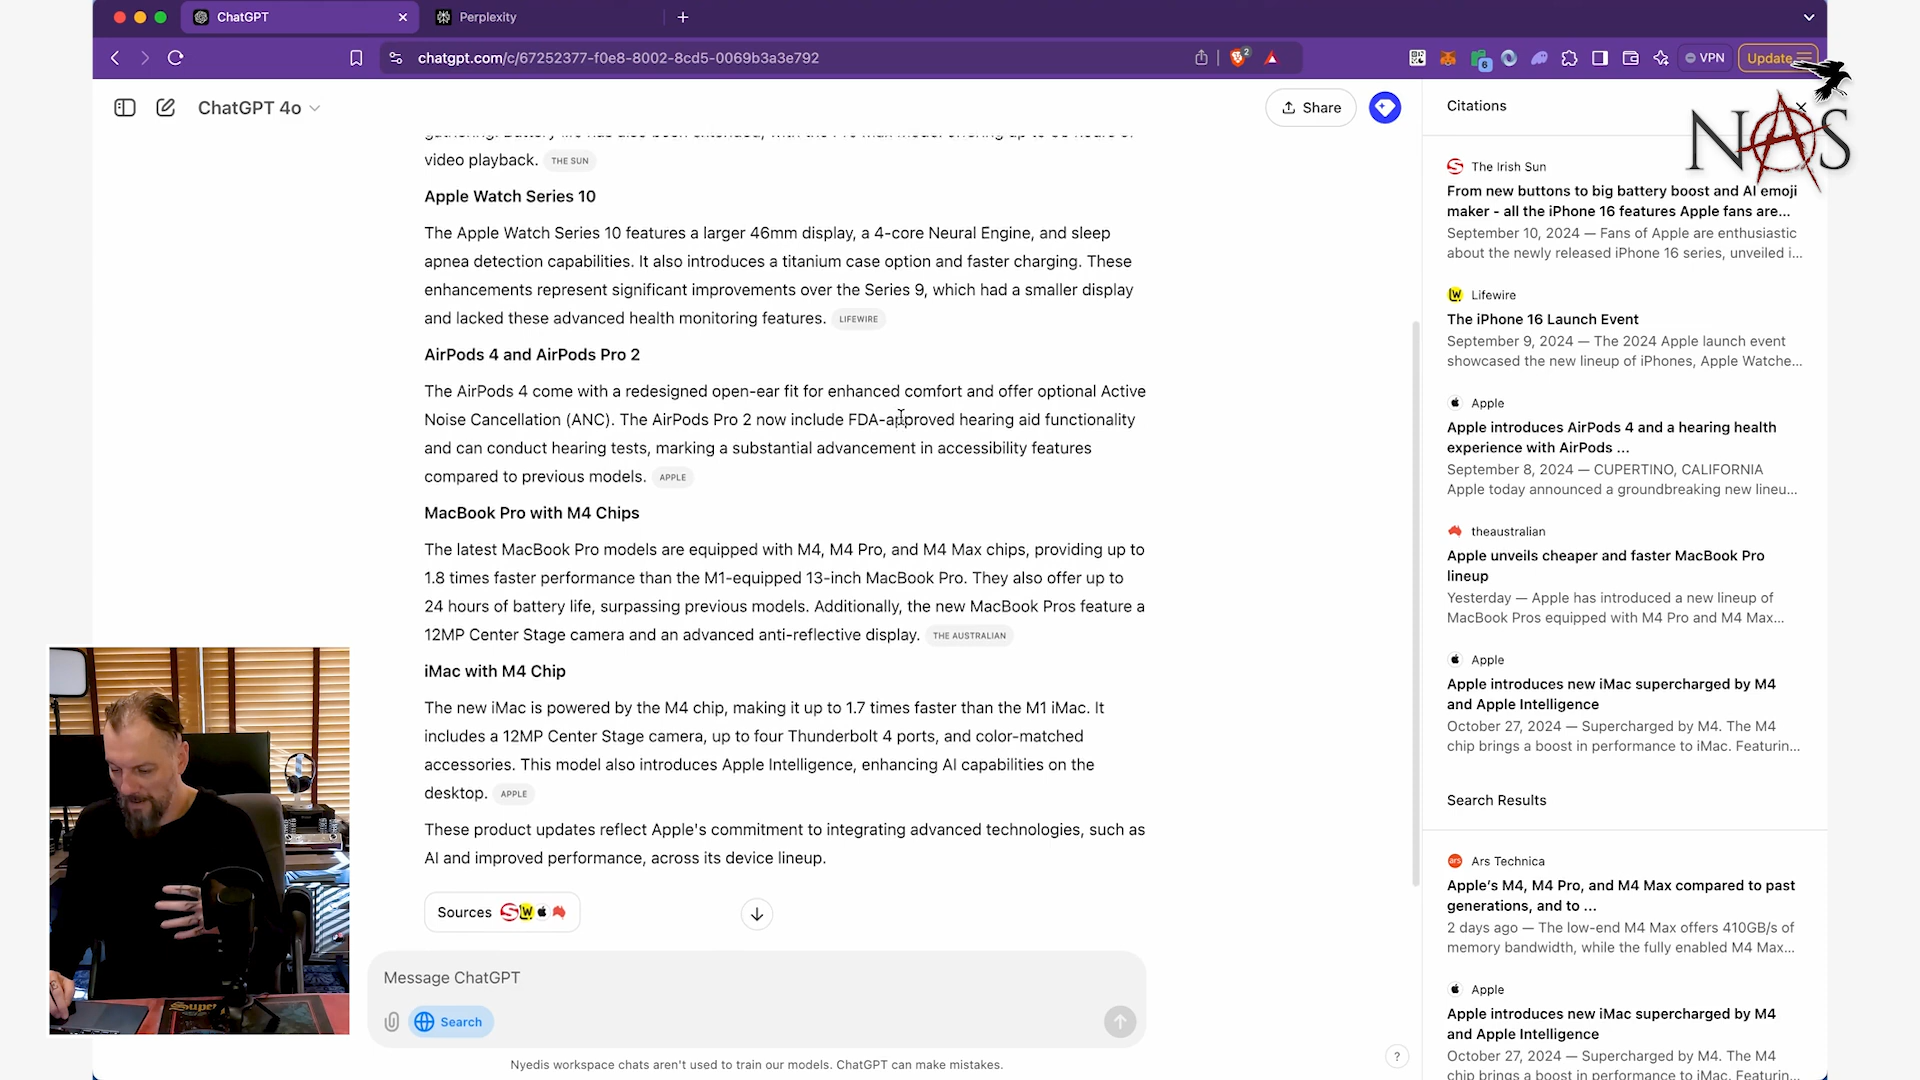 ChatGPT
Perplexity
chatgpt.com/c/67252377-f0e8-8002-8cd5-0069b3a3e792
2
6
VPN
Update
ChatGPT 4o
Share
video playback. THE SUN
Apple Watch Series 10
The Apple Watch Series 10 features a larger 46mm display, a 4-core Neural Engine, and sleep
apnea detection capabilities. It also introduces a titanium case option and faster charging. These
enhancements represent significant improvements over the Series 9, which had a smaller display
and lacked these advanced health monitoring features. LIFEWIRE
AirPods 4 and AirPods Pro 2
The AirPods 4 come with a redesigned open-ear fit for enhanced comfort and offer optional Active
Noise Cancellation (ANC). The AirPods Pro 2 now include FDA-approved hearing aid functionality
and can conduct hearing tests, marking a substantial advancement in accessibility features
compared to previous models. APPLE
MacBook Pro with M4 Chips
The latest MacBook Pro models are equipped with M4, M4 Pro, and M4 Max chips, providing up to
1.8 times faster performance than the M1-equipped 13-inch MacBook Pro. They also offer up to
24 hours of battery life, surpassing previous models. Additionally, the new MacBook Pros feature a
12MP Center Stage camera and an advanced anti-reflective display. THE AUSTRALIAN
iMac with M4 Chip
The new iMac is powered by the M4 chip, making it up to 1.7 times faster than the M1 iMac. It
includes a 12MP Center Stage camera, up to four Thunderbolt 4 ports, and color-matched
accessories. This model also introduces Apple Intelligence, enhancing AI capabilities on the
desktop. APPLE
These product updates reflect Apple's commitment to integrating advanced technologies, such as
AI and improved performance, across its device lineup.
Sources
Message ChatGPT
Search
Nyedis workspace chats aren't used to train our models. ChatGPT can make mistakes.
?
Citations
NAS
The Irish Sun
From new buttons to big battery boost and AI emoji
maker - all the iPhone 16 features Apple fans are...
September 10, 2024 — Fans of Apple are enthusiastic
about the newly released iPhone 16 series, unveiled i...
Lifewire
The iPhone 16 Launch Event
September 9, 2024 — The 2024 Apple launch event
showcased the new lineup of iPhones, Apple Watche...
Apple
Apple introduces AirPods 4 and a hearing health
experience with AirPods ...
September 8, 2024 — CUPERTINO, CALIFORNIA
Apple today announced a groundbreaking new lineu...
theaustralian
Apple unveils cheaper and faster MacBook Pro
lineup
Yesterday — Apple has introduced a new lineup of
MacBook Pros equipped with M4 Pro and M4 Max...
Apple
Apple introduces new iMac supercharged by M4
and Apple Intelligence
October 27, 2024 — Supercharged by M4. The M4
chip brings a boost in performance to iMac. Featurin...
Search Results
ars
Ars Technica
Apple's M4, M4 Pro, and M4 Max compared to past
generations, and to ...
2 days ago — The low-end M4 Max offers 410GB/s of
memory bandwidth, while the fully enabled M4 Max...
Apple
Apple introduces new iMac supercharged by M4
and Apple Intelligence
October 27, 2024 — Supercharged by M4. The M4
chip brings a boost in performance to iMac. Featurin...